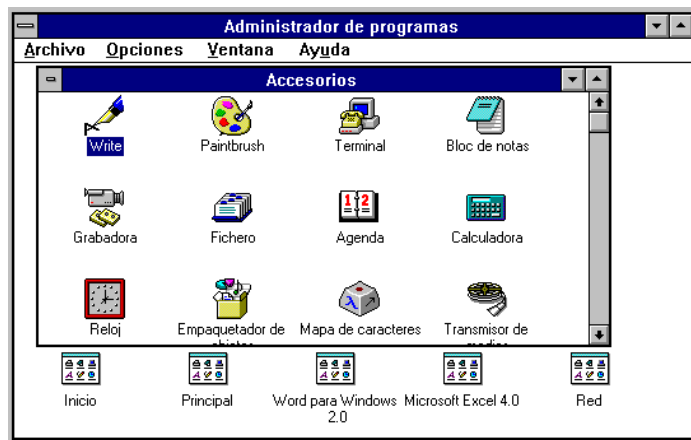 Administrador de programas
Archivo Opciones Ventana Ayuda
Accesorios
Write Paintbrush Terminal Bloc de notas
Grabadora Fichero 12 Agenda Calculadora
Reloj Empaquetador de Mapa de caracteres Transmisor de
Inicio Principal Word para Windows 2.0 Microsoft Excel 4.0 Red